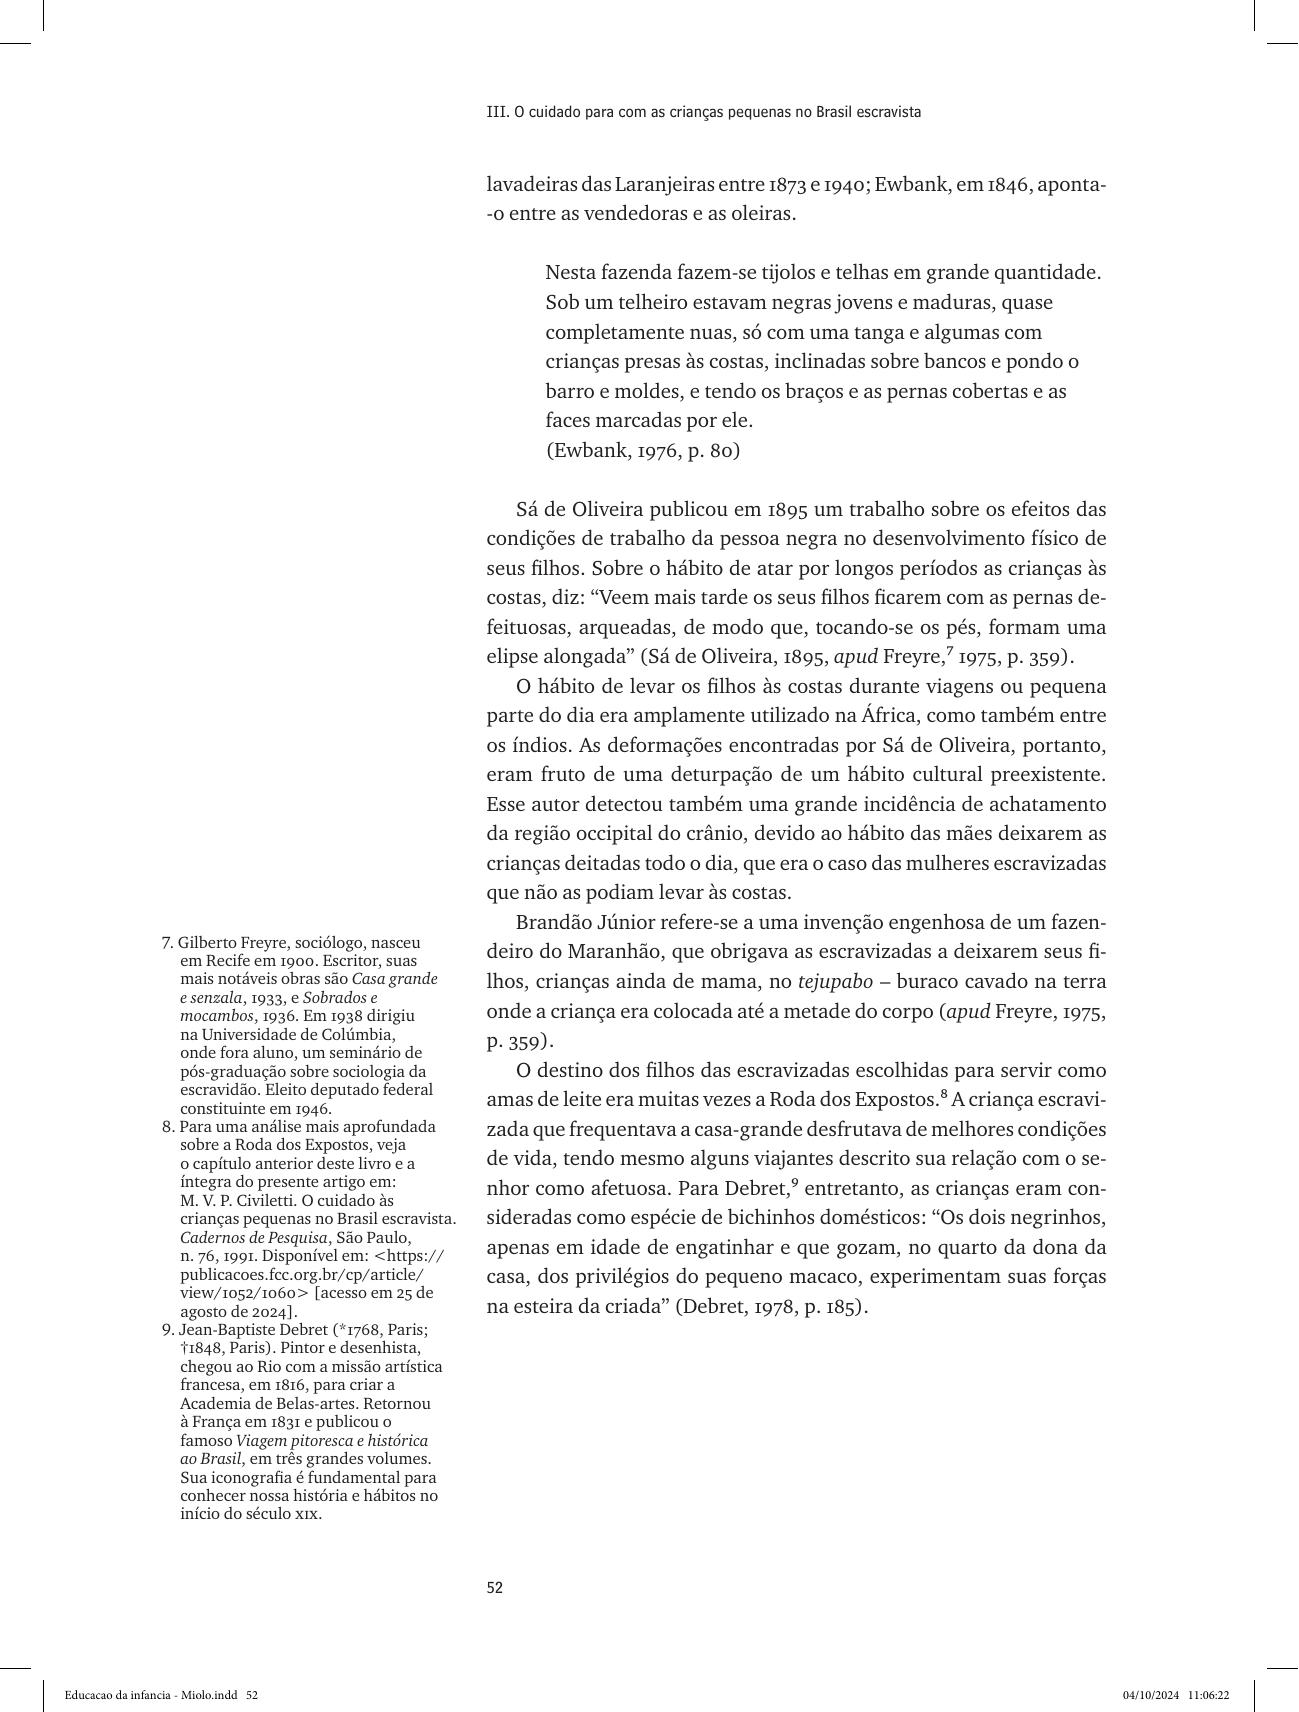 III. O cuidado para com as crianças pequenas no Brasil escravista
lavadeiras das Laranjeiras entre 1873 e 1940; Ewbank, em 1846, aponta-
-o entre as vendedoras e as oleiras.
Nesta fazenda fazem-se tijolos e telhas em grande quantidade.
Sob um telheiro estavam negras jovens e maduras, quase
completamente nuas, só com uma tanga e algumas com
crianças presas às costas, inclinadas sobre bancos e pondo o
barro e moldes, e tendo os braços e as pernas cobertas e as
faces marcadas por ele.
(Ewbank, 1976, p. 80)
Sá de Oliveira publicou em 1895 um trabalho sobre os efeitos das
condições de trabalho da pessoa negra no desenvolvimento físico de
seus filhos. Sobre o hábito de atar por longos períodos as crianças às
costas, diz: “Veem mais tarde os seus filhos ficarem com as pernas de-
feituosas, arqueadas, de modo que, tocando-se os pés, formam uma
elipse alongada” (Sá de Oliveira, 1895, apud Freyre,⁷ 1975, p. 359).
O hábito de levar os filhos às costas durante viagens ou pequena
parte do dia era amplamente utilizado na África, como também entre
os índios. As deformações encontradas por Sá de Oliveira, portanto,
eram fruto de uma deturpação de um hábito cultural preexistente.
Esse autor detectou também uma grande incidência de achatamento
da região occipital do crânio, devido ao hábito das mães deixarem as
crianças deitadas todo o dia, que era o caso das mulheres escravizadas
que não as podiam levar às costas.
Brandão Júnior refere-se a uma invenção engenhosa de um fazen-
deiro do Maranhão, que obrigava as escravizadas a deixarem seus fi-
lhos, crianças ainda de mama, no tejupabo – buraco cavado na terra
onde a criança era colocada até a metade do corpo (apud Freyre, 1975,
p. 359).
O destino dos filhos das escravizadas escolhidas para servir como
amas de leite era muitas vezes a Roda dos Expostos.⁸ A criança escravi-
zada que frequentava a casa-grande desfrutava de melhores condições
de vida, tendo mesmo alguns viajantes descrito sua relação com o se-
nhor como afetuosa. Para Debret,⁹ entretanto, as crianças eram con-
sideradas como espécie de bichinhos domésticos: “Os dois negrinhos,
apenas em idade de engatinhar e que gozam, no quarto da dona da
casa, dos privilégios do pequeno macaco, experimentam suas forças
na esteira da criada” (Debret, 1978, p. 185).
7. Gilberto Freyre, sociólogo, nasceu
em Recife em 1900. Escritor, suas
mais notáveis obras são Casa grande
e senzala, 1933, e Sobrados e
mocambos, 1936. Em 1938 dirigiu
na Universidade de Colúmbia,
onde fora aluno, um seminário de
pós-graduação sobre sociologia da
escravidão. Eleito deputado federal
constituinte em 1946.
8. Para uma análise mais aprofundada
sobre a Roda dos Expostos, veja
o capítulo anterior deste livro e a
íntegra do presente artigo em:
M. V. P. Civiletti. O cuidado às
crianças pequenas no Brasil escravista.
Cadernos de Pesquisa, São Paulo,
n. 76, 1991. Disponível em: <https://
publicacoes.fcc.org.br/cp/article/
view/1052/1060> [acesso em 25 de
agosto de 2024].
9. Jean-Baptiste Debret (*1768, Paris;
†1848, Paris). Pintor e desenhista,
chegou ao Rio com a missão artística
francesa, em 1816, para criar a
Academia de Belas-artes. Retornou
à França em 1831 e publicou o
famoso Viagem pitoresca e histórica
ao Brasil, em três grandes volumes.
Sua iconografia é fundamental para
conhecer nossa história e hábitos no
início do século XIX.
52
Educacao da infancia - Miolo.indd 52
04/10/2024 11:06:22